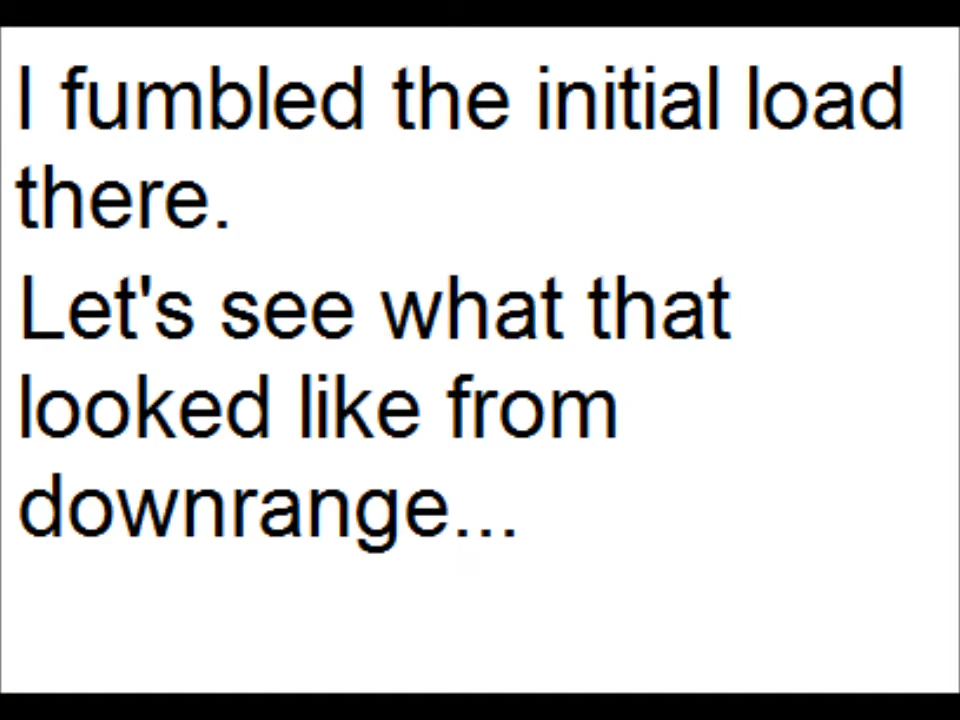 I fumbled the initial load
there.
Let's see what that
looked like from
downrange...